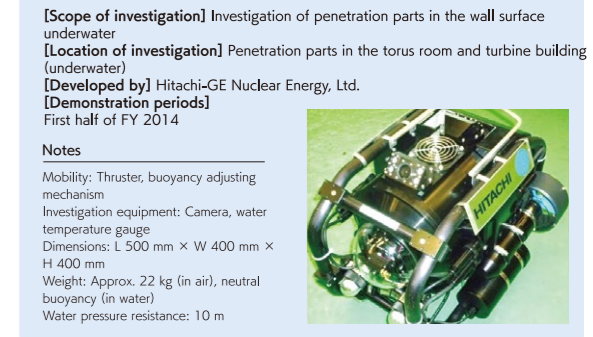 [Scope of investigation] Investigation of penetration parts in the wall surface
underwater
[Location of investigation] Penetration parts in the torus room and turbine building
(underwater)
[Developed by] Hitachi-GE Nuclear Energy, Ltd.
[Demonstration periods]
First half of FY 2014
Notes
Mobility: Thruster, buoyancy adjusting
mechanism
Investigation equipment: Camera, water
temperature gauge
Dimensions: L 500 mm × W 400 mm ×
H 400 mm
Weight: Approx. 22 kg (in air), neutral
buoyancy (in water)
Water pressure resistance: 10 m
HITACHI